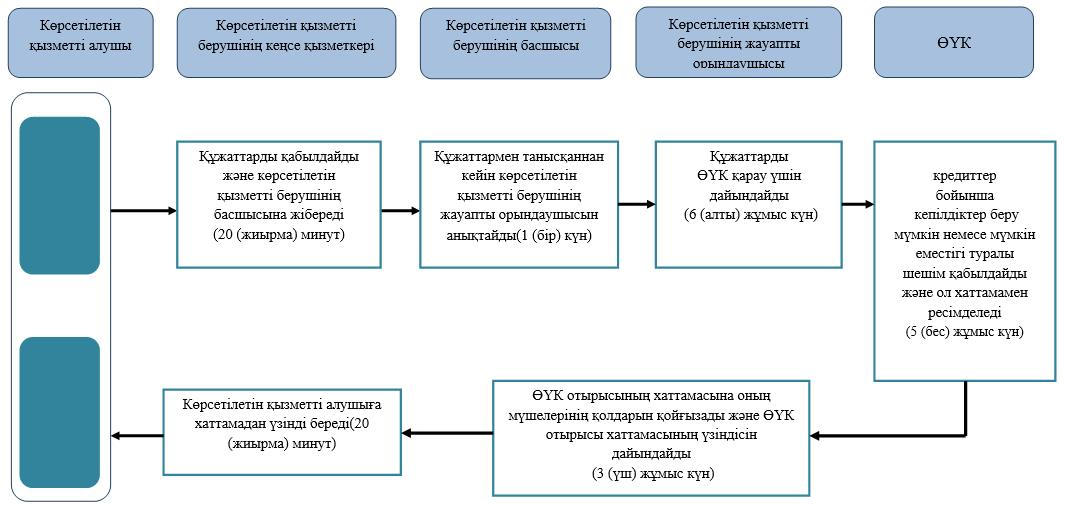 Көрсетілетін
қызметті алушы
Көрсетілетін қызметті
берушінің кеңсе қызметкері
Көрсетілетін қызметті
берушінің басшысы
Көрсетілетін қызметті
берушінің жауапты
орындаушысы
ӨҮК
Құжаттарды қабылдайды
және көрсетілетін
қызметті берушінің
басшысына жібереді
(20 (жиырма) минут)
Құжаттармен танысқаннан
кейін көрсетілетін
қызметті берушінің
жауапты орындаушысын
анықтайды(1 (бір) күн)
Құжаттарды
ӨҮК қарау үшін
дайындайды
(6 (алты) жұмыс күн)
кредиттер
бойынша
кепілдіктер беру
мүмкін немесе мүмкін
еместігі туралы
шешім қабылдайды
және ол хаттамамен
ресімделеді
(5 (бес) жұмыс күн)
Көрсетілетін қызметті алушыға
хаттамадан үзінді береді(20
(жиырма) минут)
ӨҮК отырысының хаттамасына оның
мүшелерінің қолдарын қойғызады және ӨҮК
отырысы хаттамасының үзіндісін
дайындайды
(3 (үш) жұмыс күн)